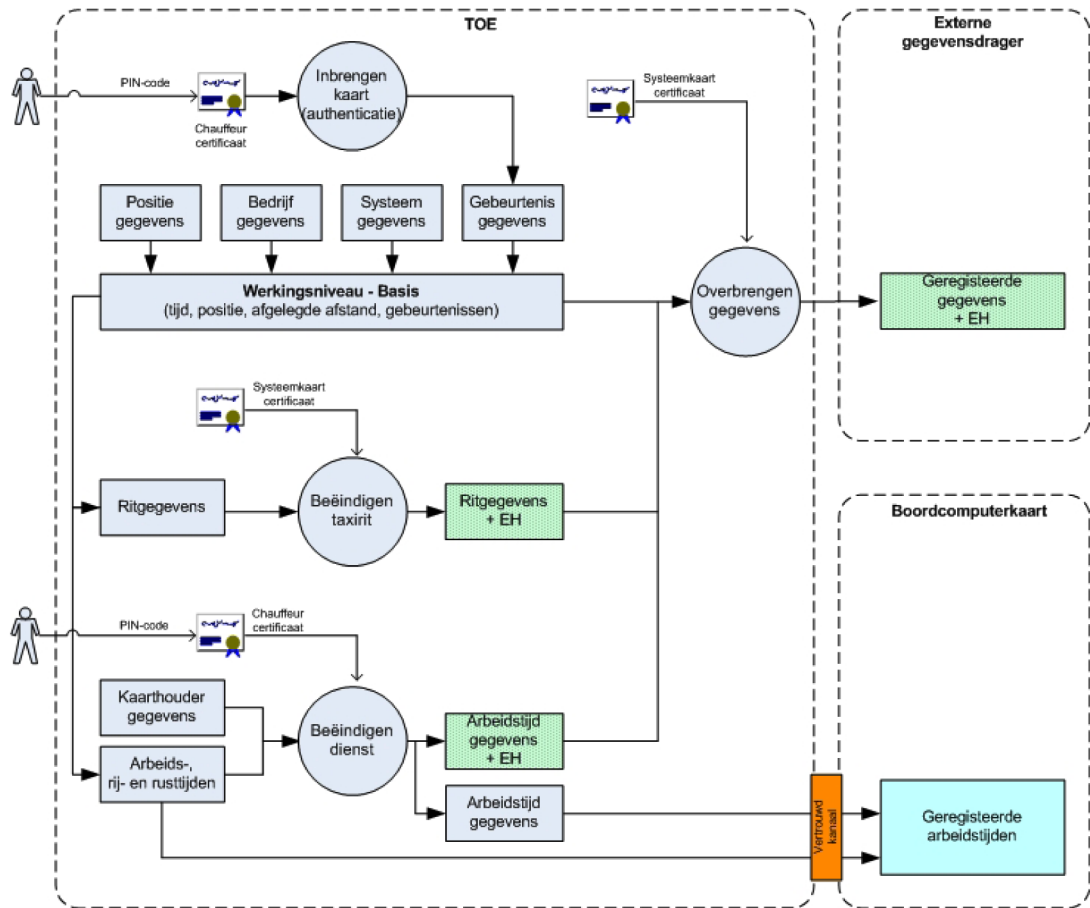 TOE
Externe
gegevensdrager
PIN-code
Chauffeur
certificaat
Inbrengen
kaart
(authenticatie)
Systeemkaart
certificaat
Positie
gegevens
Bedrijf
gegevens
Systeem
gegevens
Gebeurtenis
gegevens
Werkingsniveau - Basis
(tijd, positie, afgelegde afstand, gebeurtenissen)
Overbrengen
gegevens
Geregisteerde
gegevens
+ EH
Systeemkaart
certificaat
Ritgegevens
Beëindigen
taxirit
Ritgegevens
+ EH
Boordcomputerkaart
PIN-code
Chauffeur
certificaat
Kaarthouder
gegevens
Arbeids-,
rij- en rusttijden
Beëindigen
dienst
Arbeidstijd
gegevens
+ EH
Arbeidstijd
gegevens
Vertrouwd
kanaal
Geregisteerde
arbeidstijden